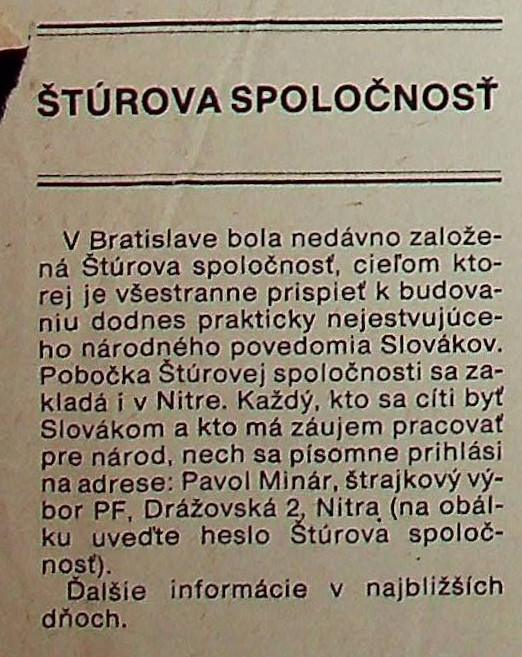 ŠTÚROVA SPOLOČNOSŤ
V Bratislave bola nedávno založe-
ná Štúrova spoločnosť, cieľom kto-
rej je všestranne prispieť k budova-
niu dodnes prakticky nejestvujúce-
ho národného povedomia Slovákov.
Pobočka Štúrovej spoločnosti sa za-
kladá i v Nitre. Každý, kto sa cíti byť
Slovákom a kto má záujem pracovať
pre národ, nech sa písomne prihlási
na adrese: Pavol Minár, štrajkový vý-
bor PF, Drážovská 2, Nitra (na obál-
ku uveďte heslo Štúrova spoloč-
nosť).
Ďalšie informácie v najbližších
dňoch.